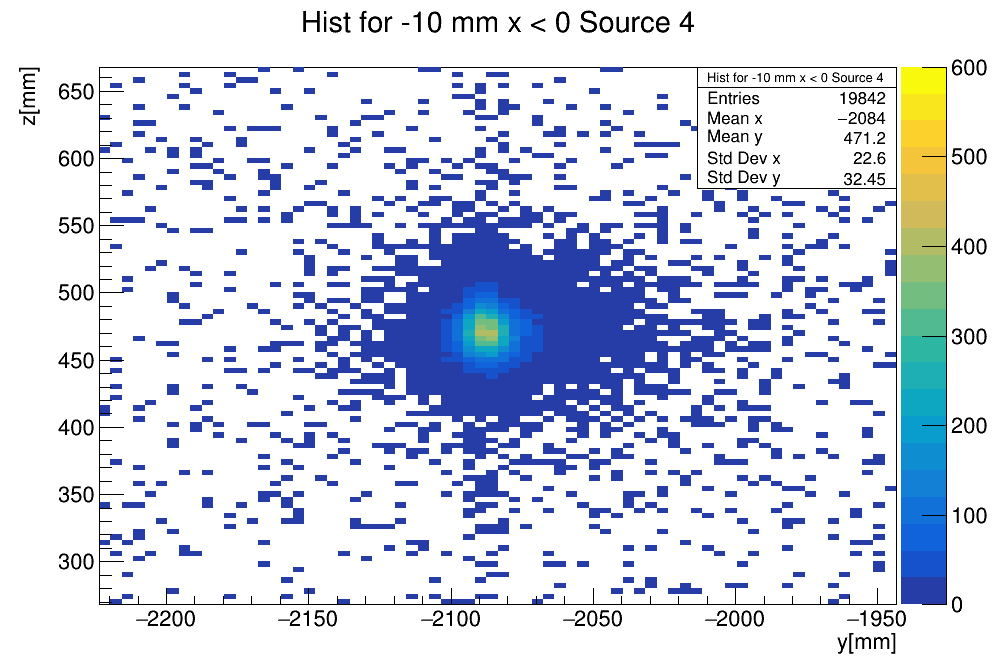 Hist for -10 mm x < 0 Source 4
z[mm]
Hist for -10 mm x < 0 Source 4
Entries 19842
Mean x −2084
Mean y 471.2
Std Dev x 22.6
Std Dev y 32.45
650
600
550
500
450
400
350
300
−2200 −2150 −2100 −2050 −2000 −1950
y[mm]
600
500
400
300
200
100
0